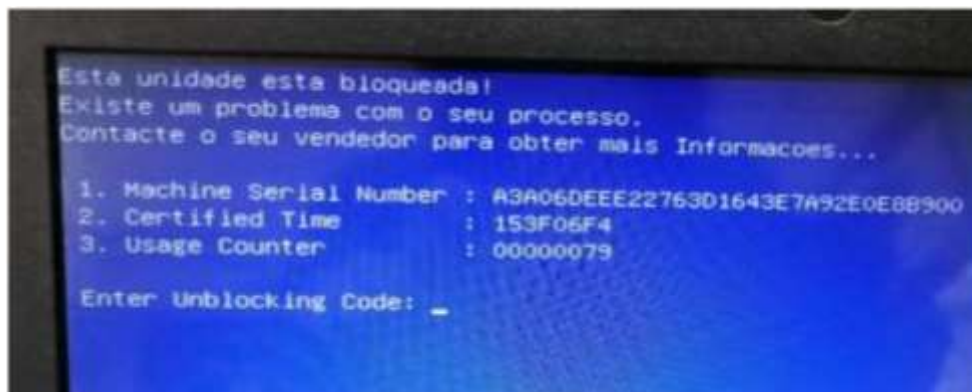 Esta unidade esta bloqueada!
Existe um problema com o seu processo.
Contacte o seu vendedor para obter mais Informacoes...
1. Machine Serial Number : A3A06DEEE22763D1643E7A92E0E8B900
2. Certified Time : 153F06F4
3. Usage Counter : 00000079
Enter Unblocking Code: _